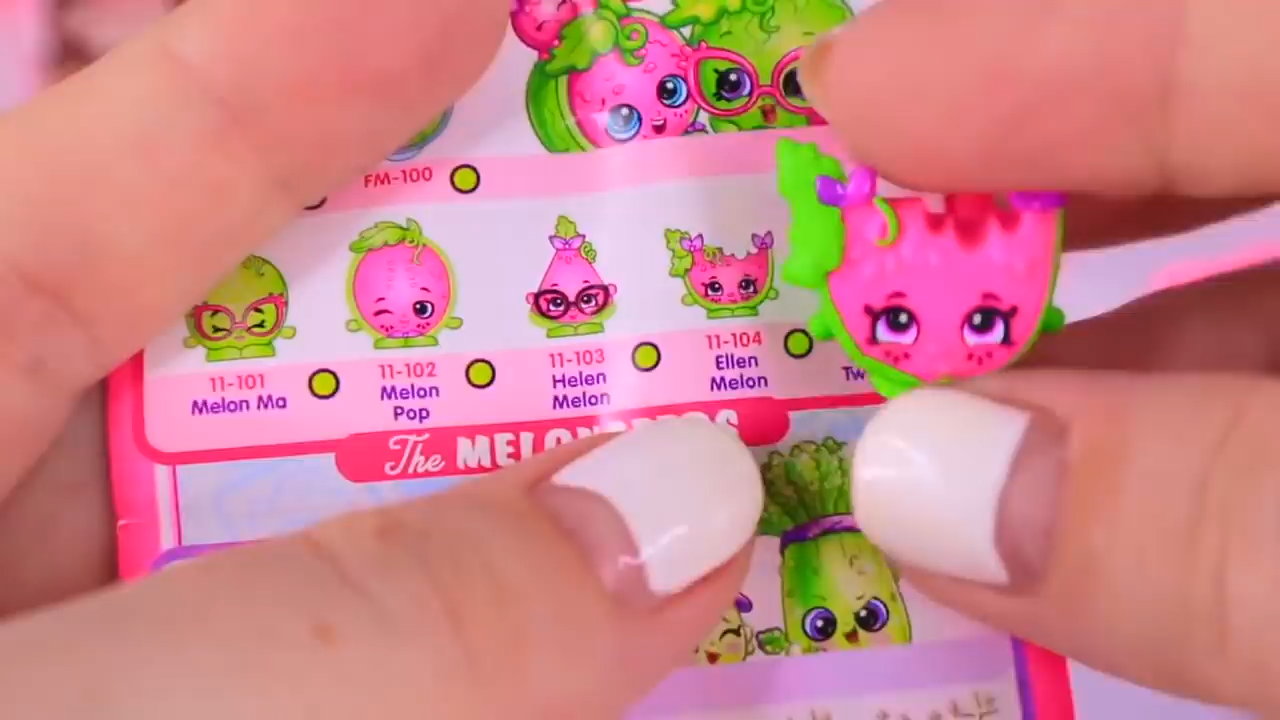 FM-100
11-101
Melon Ma
11-102
Melon
Pop
11-103
Helen
Melon
11-104
Ellen
Melon
Tw
The